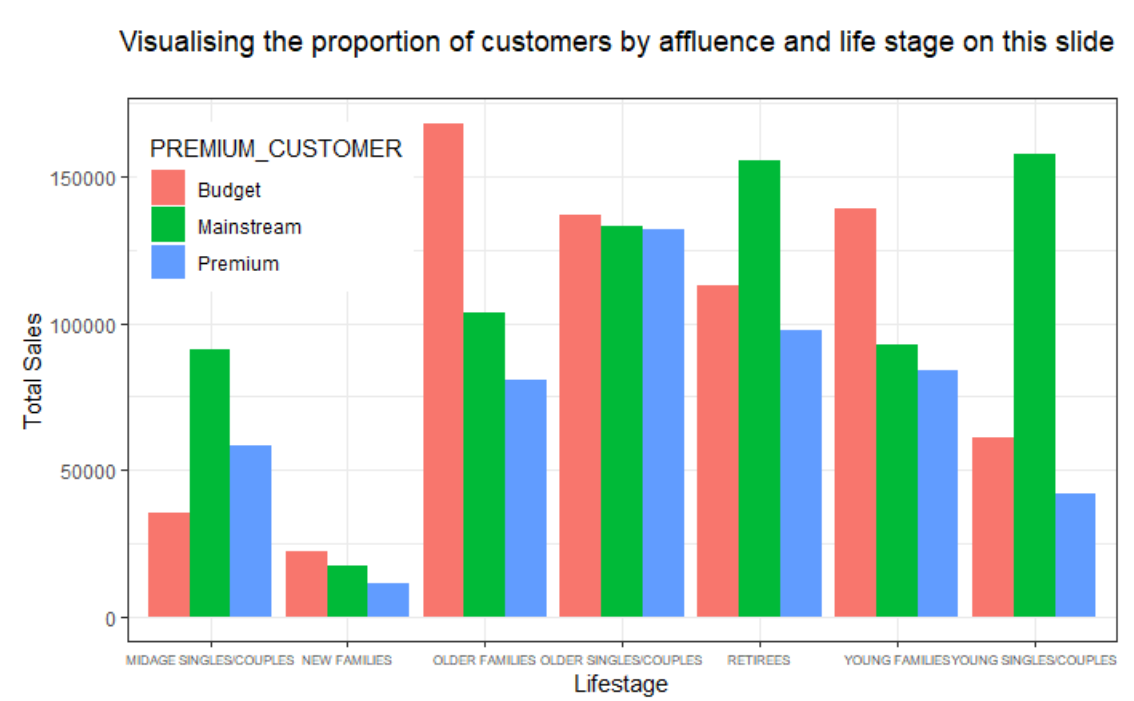 Visualising the proportion of customers by affluence and life stage on this slide
PREMIUM_CUSTOMER
Budget
Mainstream
Premium
150000
100000
50000
0
Total Sales
MIDAGE SINGLES/COUPLES NEW FAMILIES OLDER FAMILIES OLDER SINGLES/COUPLES RETIREES YOUNG FAMILIES YOUNG SINGLES/COUPLES
Lifestage